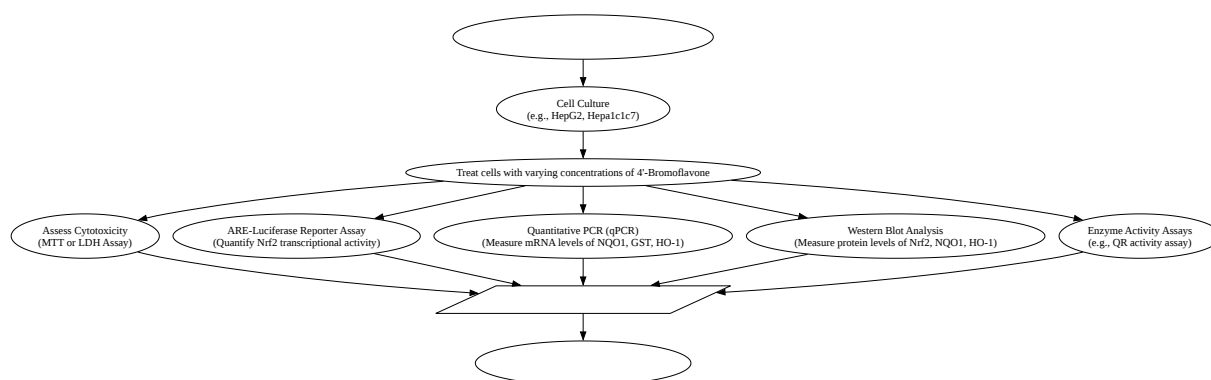 Cell Culture
(e.g., HepG2, Hepa1c1c7)
Treat cells with varying concentrations of 4'-Bromoflavone
Assess Cytotoxicity
(MTT or LDH Assay)
ARE-Luciferase Reporter Assay
(Quantify Nrf2 transcriptional activity)
Quantitative PCR (qPCR)
(Measure mRNA levels of NQO1, GST, HO-1)
Western Blot Analysis
(Measure protein levels of Nrf2, NQO1, HO-1)
Enzyme Activity Assays
(e.g., QR activity assay)